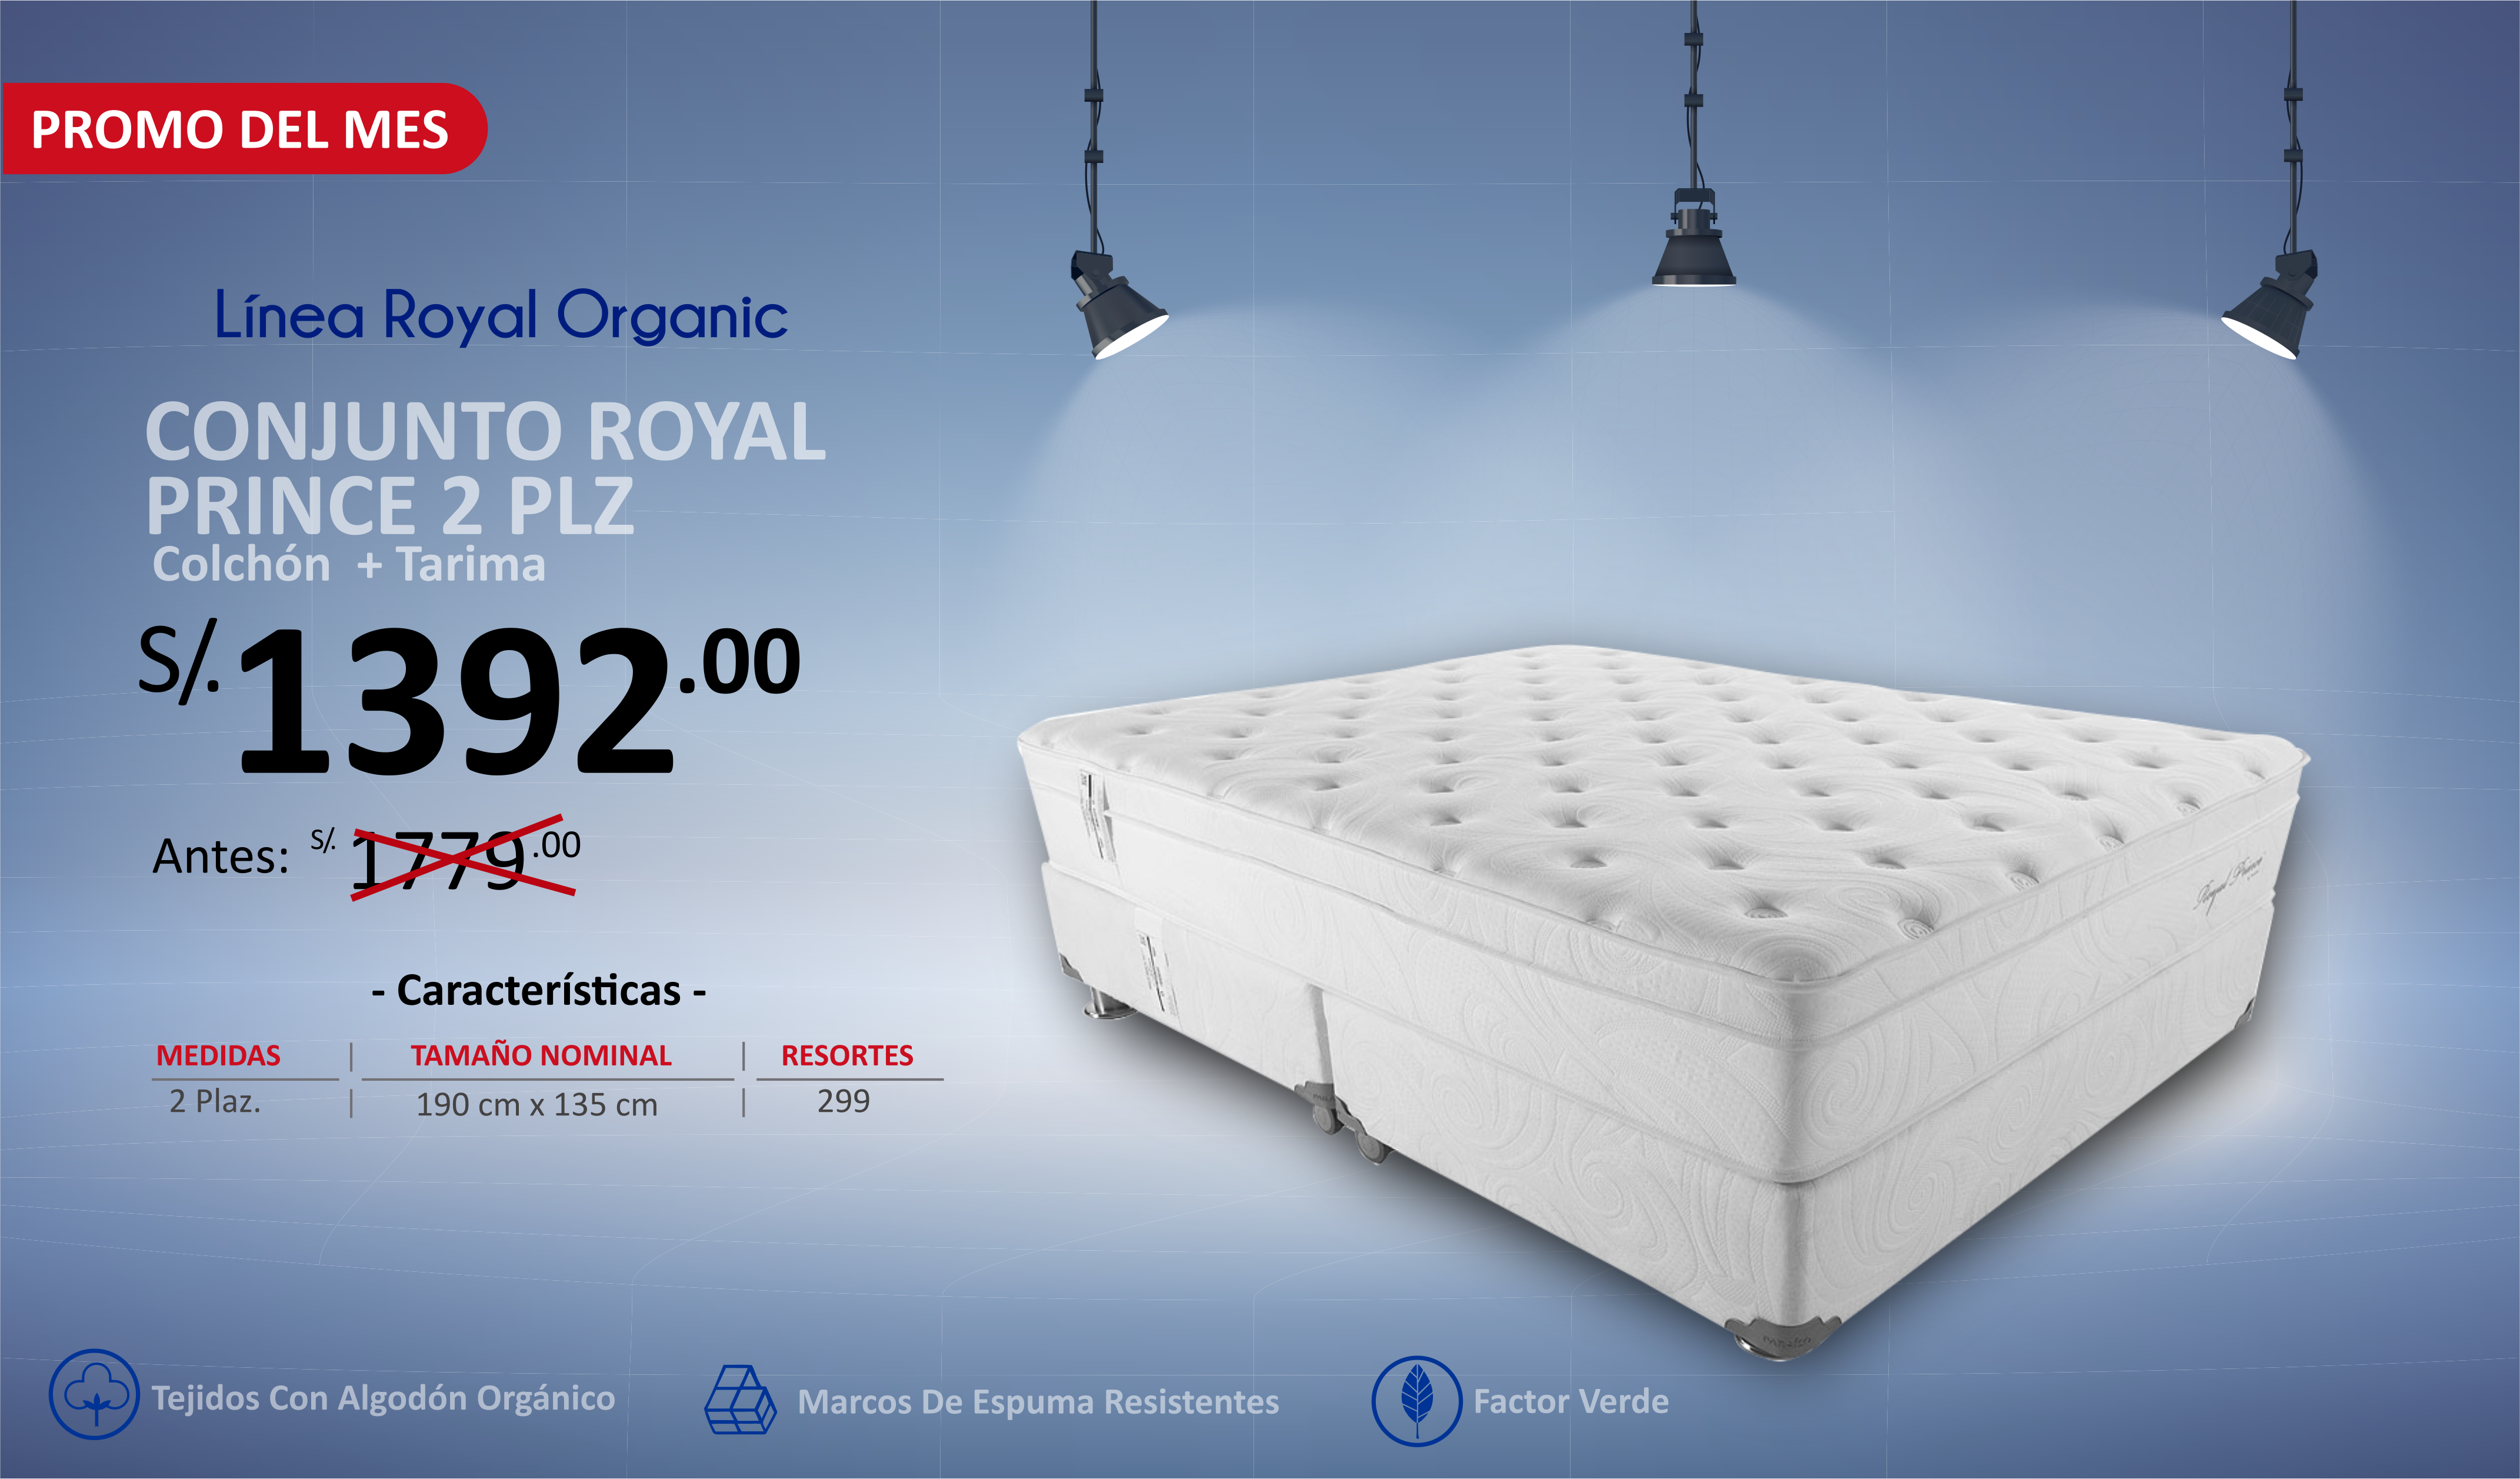 PROMO DEL MES
Línea Royal Organic
CONJUNTO ROYAL
PRINCE 2 PLZ
Colchón + Tarima
S/. 1392.00
Antes: S/. 1779.00
- Características -
MEDIDAS | TAMAÑO NOMINAL | RESORTES
2 Plaz. | 190 cm x 135 cm | 299
Royal Prince
Tejidos Con Algodón Orgánico
Marcos De Espuma Resistentes
Factor Verde